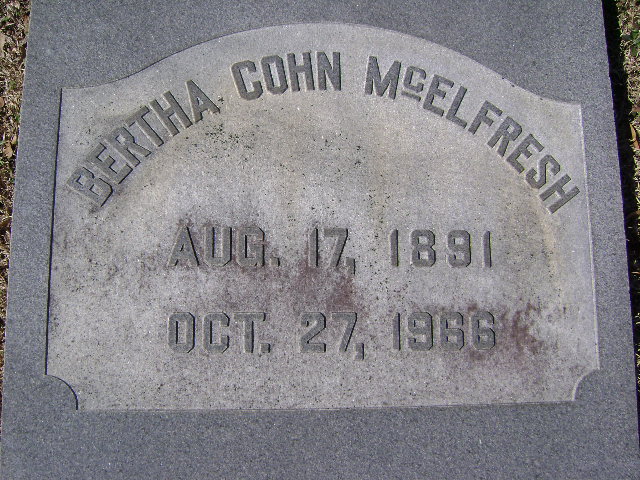 BERTHA COHN McELFRESH
AUG. 17, 1891
OCT. 27, 1966